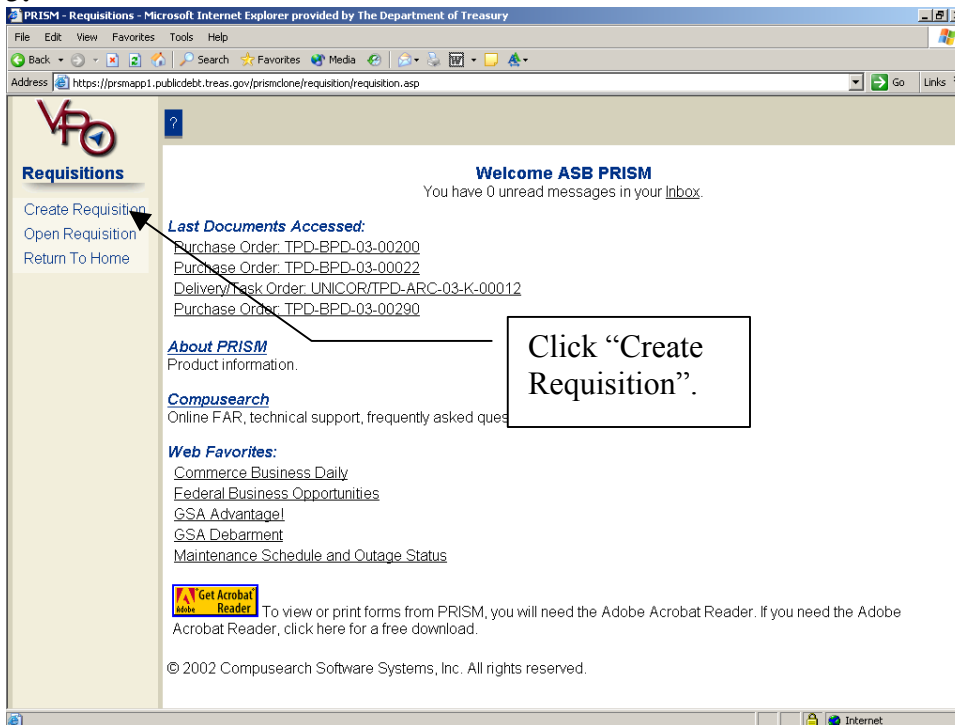 PRISM - Requisitions - Microsoft Internet Explorer provided by The Department of Treasury
File Edit View Favorites Tools Help
Back Search Favorites Media
Address https://prsmapp1.publicdebt.treas.gov/prismclone/requisition/requisition.asp Go Links
VPO
?
Requisitions
Create Requisition
Open Requisition
Return To Home
Welcome ASB PRISM
You have 0 unread messages in your Inbox.
Last Documents Accessed:
Purchase Order: TPD-BPD-03-00200
Purchase Order: TPD-BPD-03-00022
Delivery/Task Order: UNICOR/TPD-ARC-03-K-00012
Purchase Order: TPD-BPD-03-00290
Click “Create
Requisition”.
About PRISM
Product information.
Compusearch
Online FAR, technical support, frequently asked ques
Web Favorites:
Commerce Business Daily
Federal Business Opportunities
GSA Advantage!
GSA Debarment
Maintenance Schedule and Outage Status
Get Acrobat
Adobe Reader
To view or print forms from PRISM, you will need the Adobe Acrobat Reader. If you need the Adobe
Acrobat Reader, click here for a free download.
© 2002 Compusearch Software Systems, Inc. All rights reserved.
Internet